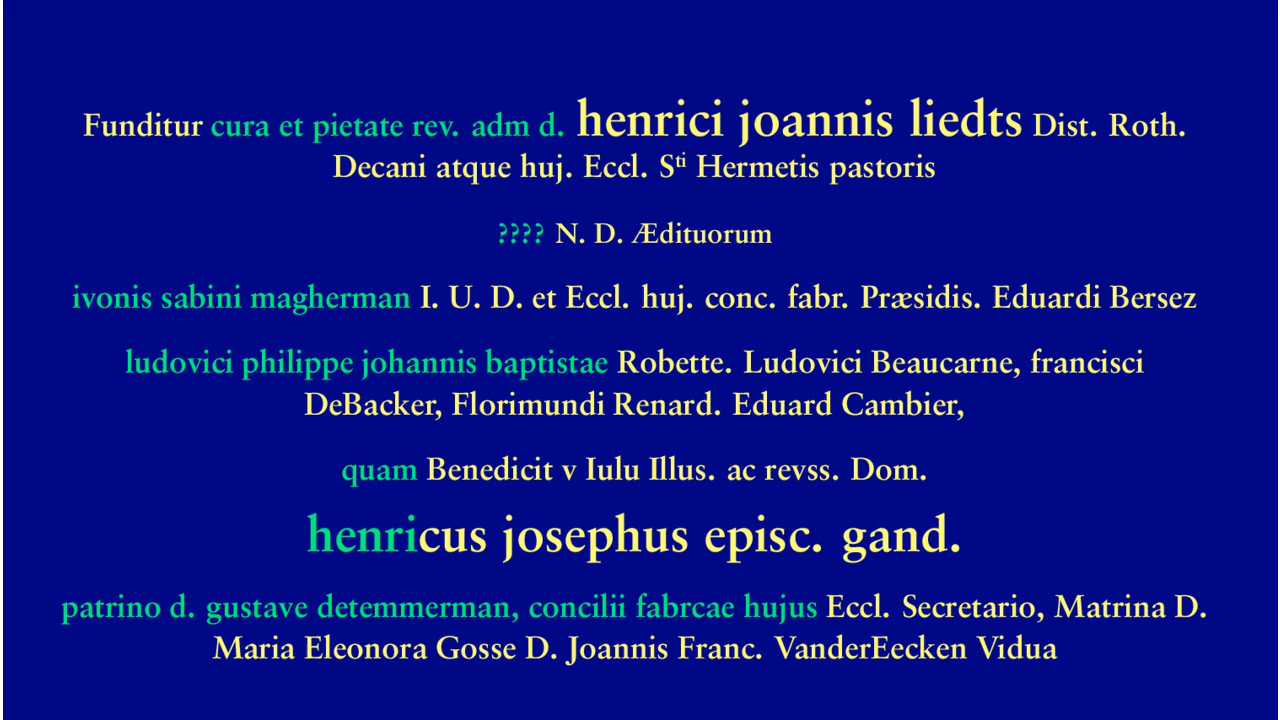 Funditur cura et pietate rev. adm d. henrici joannis liedts Dist. Roth.
Decani atque huj. Eccl. Sti Hermetis pastoris
???? N. D. Ædituorum
ivonis sabini magherman I. U. D. et Eccl. huj. conc. fabr. Præsidis. Eduardi Bersez
ludovici philippe johannis baptistae Robette. Ludovici Beaucarne, francisci
DeBacker, Florimundi Renard. Eduard Cambier,
quam Benedicit v Iulu Illus. ac revss. Dom.
henricus josephus episc. gand.
patrino d. gustave detemmerman, concilii fabrcae hujus Eccl. Secretario, Matrina D.
Maria Eleonora Gosse D. Joannis Franc. VanderEecken Vidua